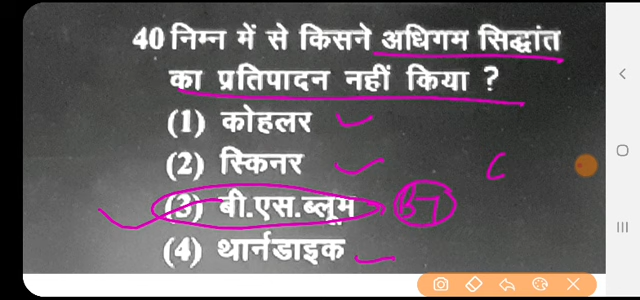 40 निम्न में से किसने अधिगम सिद्धांत
का प्रतिपादन नहीं किया ?
(1) कोहलर
(2) स्किनर
(3) बी.एस.ब्लूम
(4) थार्नडाइक